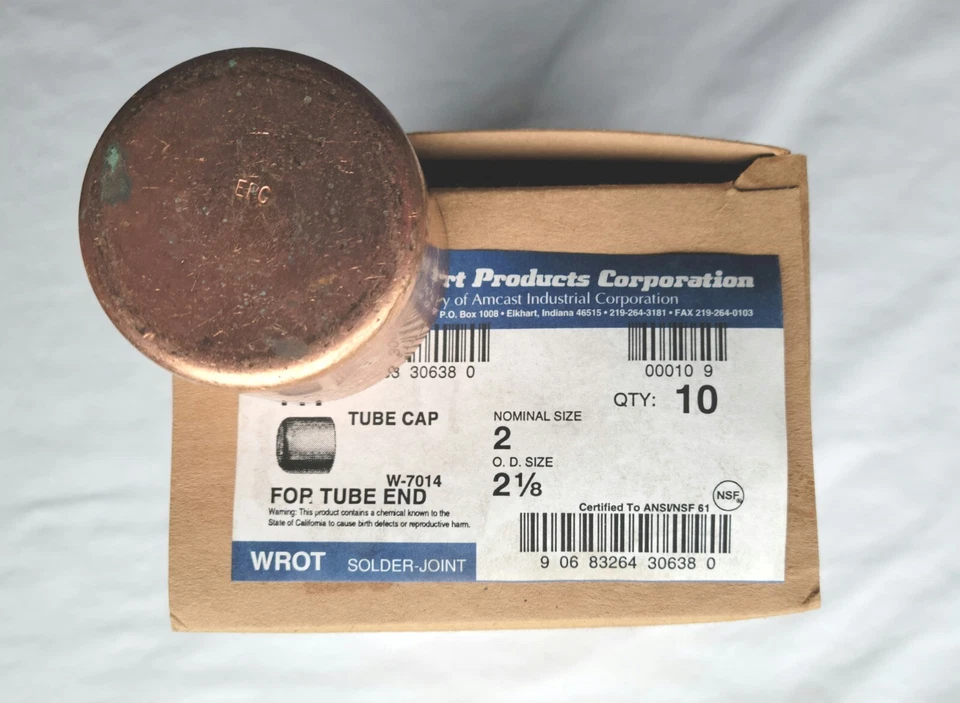 EPC
rt Products Corporation
y of Amcast Industrial Corporation
P.O. Box 1008 • Elkhart, Indiana 46515 • 219-264-3181 • FAX 219-264-0103
30638 0
00010 9
QTY: 10
TUBE CAP
NOMINAL SIZE
2
O. D. SIZE
2 1/8
W-7014
FOR TUBE END
Warning: This product contains a chemical known to the
State of California to cause birth defects or reproductive harm.
NSF
Certified To ANSI/NSF 61
9 06 83264 30638 0
WROT SOLDER-JOINT